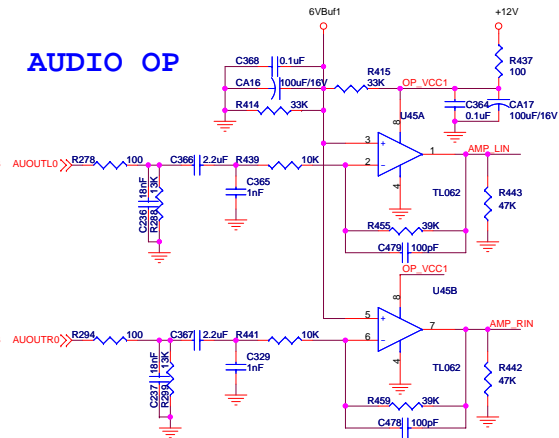 6VBuf1
+12V
AUDIO OP
C368 0.1uF
CA16 100uF/16V
R414 33K
R415
33K
OP_VCC1
R437
100
C364
0.1uF
CA17
100uF/16V
U45A
8
3
2
1
4
+
-
TL062
AMP_LIN
AUOUTL0
R278 100
C366 2.2uF
R439 10K
C236 18nF
R288 13K
C365
1nF
R455 39K
C479 100pF
R443
47K
OP_VCC1
U45B
8
5
6
7
4
+
-
TL062
AMP_RIN
AUOUTR0
R294 100
C367 2.2uF
R441 10K
C237 18nF
R299 13K
C329
1nF
R459 39K
C478 100pF
R442
47K